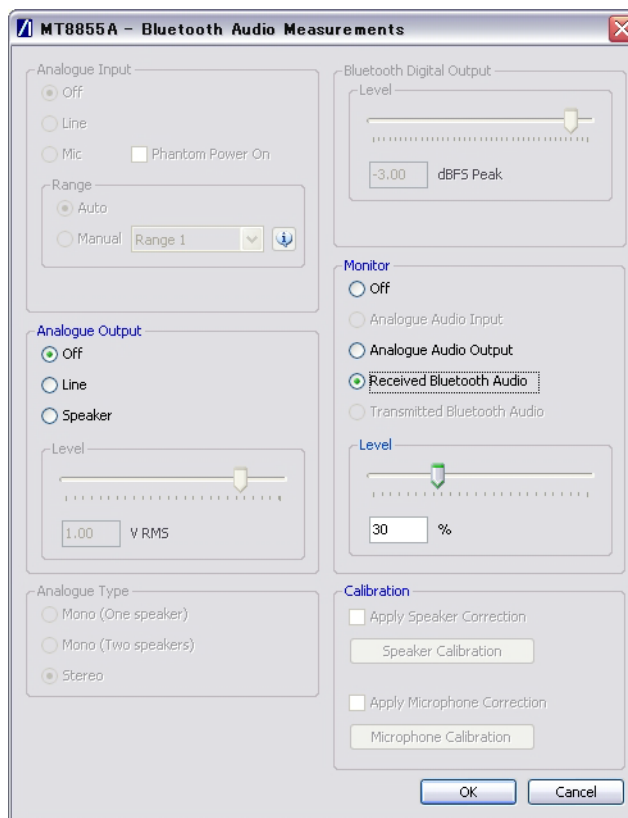 MT8855A - Bluetooth Audio Measurements
Analogue Input
Off
Line
Mic
Phantom Power On
Range
Auto
Manual
Range 1
Analogue Output
Off
Line
Speaker
Level
1.00
V RMS
Analogue Type
Mono (One speaker)
Mono (Two speakers)
Stereo
Bluetooth Digital Output
Level
-3.00
dBFS Peak
Monitor
Off
Analogue Audio Input
Analogue Audio Output
Received Bluetooth Audio
Transmitted Bluetooth Audio
Level
30
%
Calibration
Apply Speaker Correction
Speaker Calibration
Apply Microphone Correction
Microphone Calibration
OK
Cancel